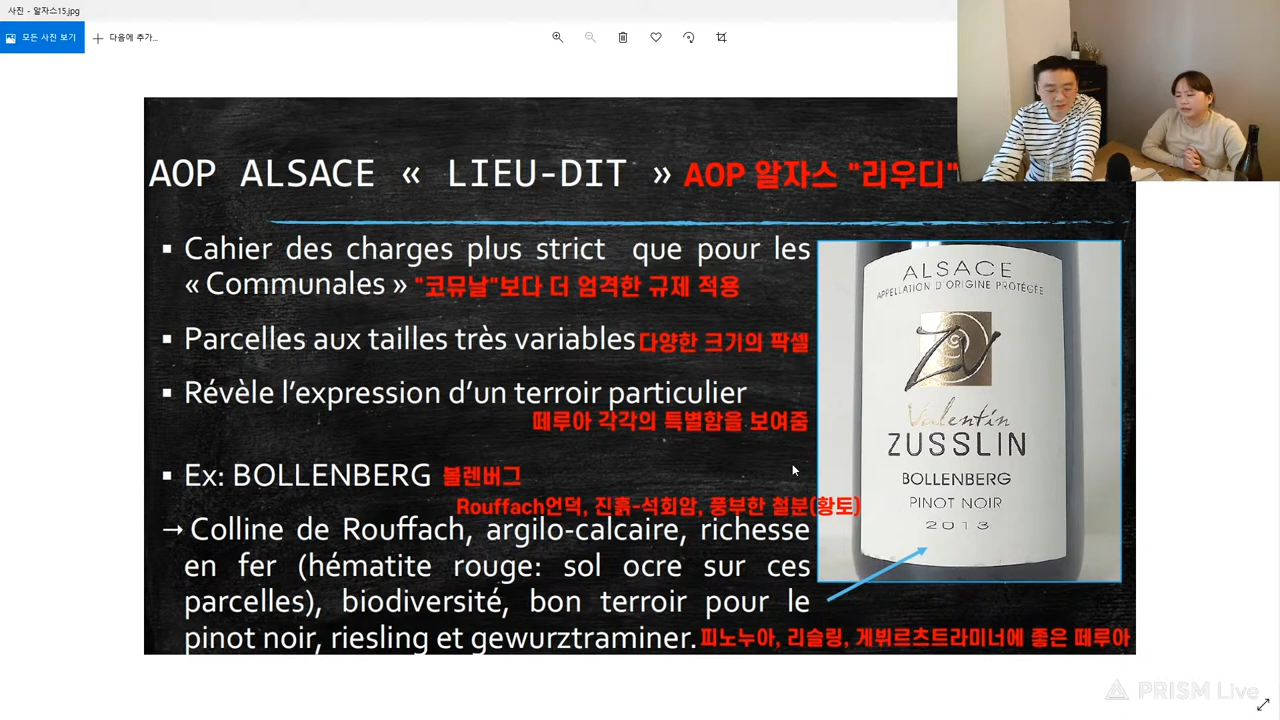 사진 - 알자스15.jpg
모든 사진 보기
다음에 추가...
AOP ALSACE « LIEU-DIT » AOP 알자스 "리우디"
▪ Cahier des charges plus strict que pour les
« Communales » "코뮤날"보다 더 엄격한 규제 적용
▪ Parcelles aux tailles très variables 다양한 크기의 팍셀
▪ Révèle l'expression d'un terroir particulier
떼루아 각각의 특별함을 보여줌
▪ Ex: BOLLENBERG 볼렌버그
Rouffach언덕, 진흙-석회암, 풍부한 철분(황토)
→ Colline de Rouffach, argilo-calcaire, richesse
en fer (hématite rouge: sol ocre sur ces
parcelles), biodiversité, bon terroir pour le
pinot noir, riesling et gewurztraminer. 피노누아, 리슬링, 게뷔르츠트라미너에 좋은 떼루아
ALSACE
APPELLATION D'ORIGINE PROTÉGÉE
Valentin
ZUSSLIN
BOLLENBERG
PINOT NOIR
2013
PRISM Live